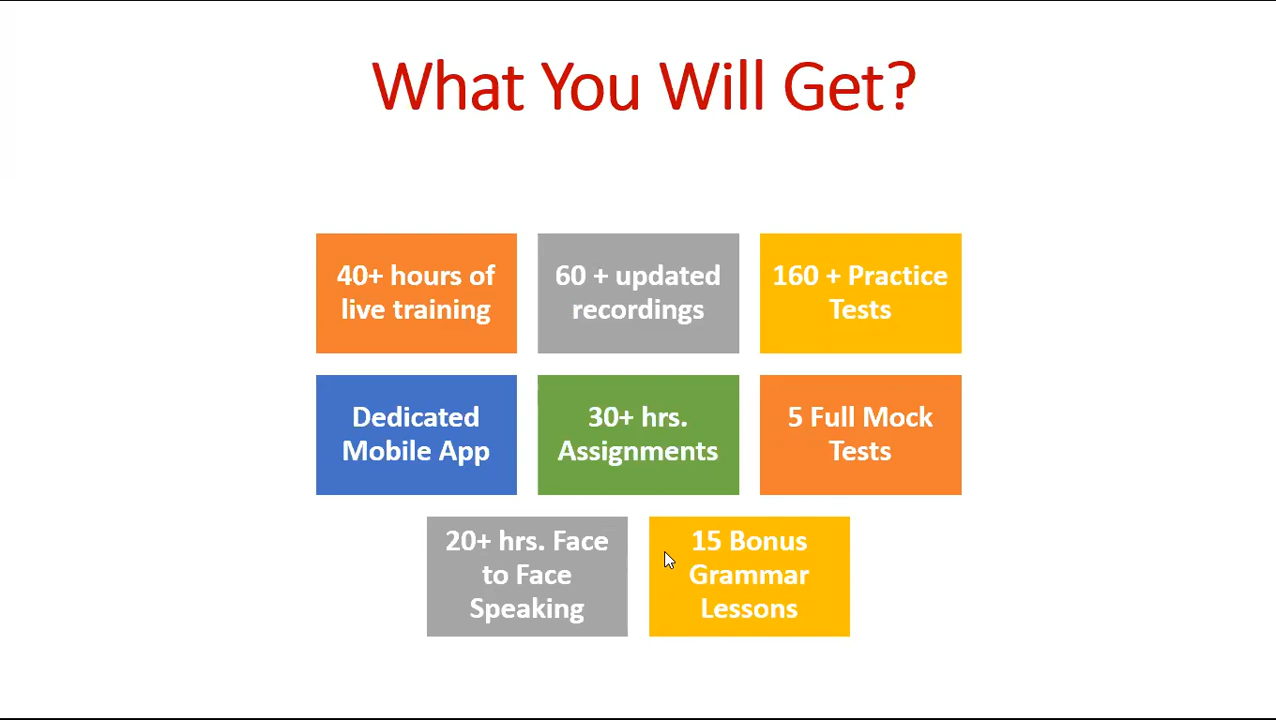 What You Will Get?
40+ hours of
live training
60 + updated
recordings
160 + Practice
Tests
Dedicated
Mobile App
30+ hrs.
Assignments
5 Full Mock
Tests
20+ hrs. Face
to Face
Speaking
15 Bonus
Grammar
Lessons